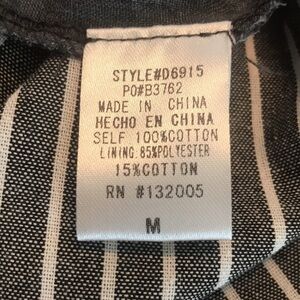 STYLE#D6915
PO#B3762
MADE IN CHINA
HECHO EN CHINA
SELF 100%COTTON
LINING.85%POLYESTER
15%COTTON
RN #132005
M